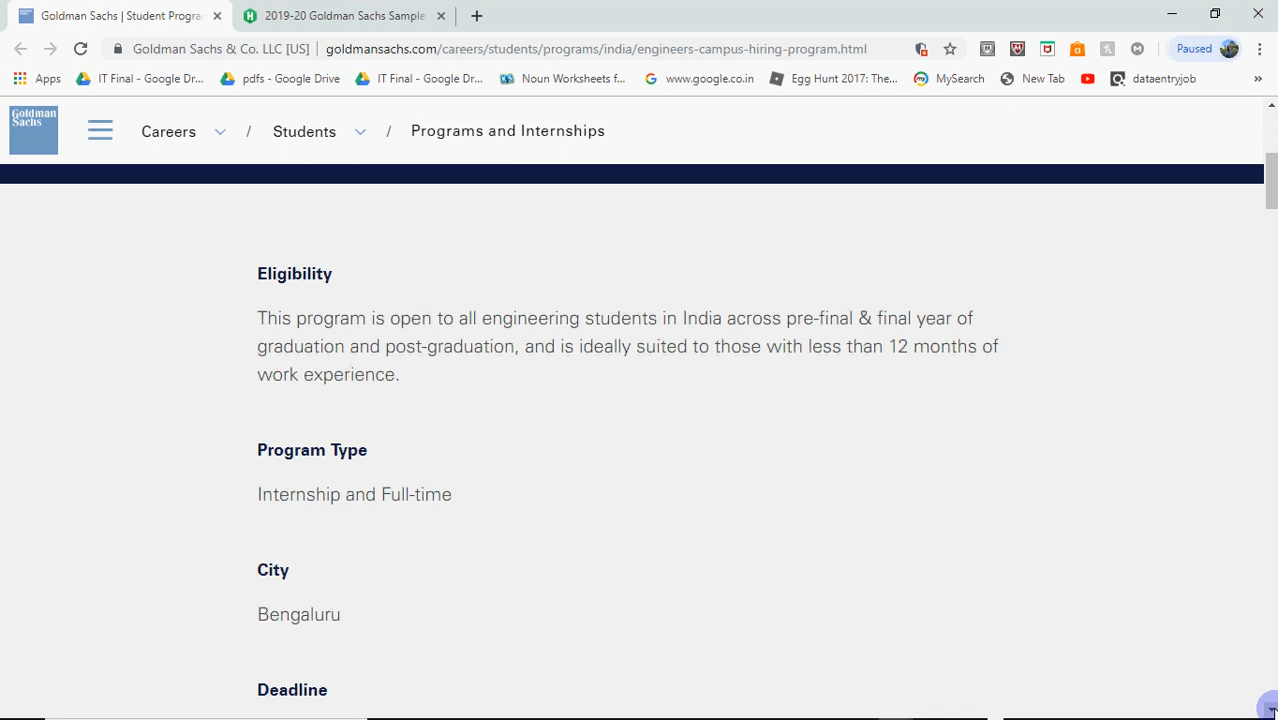 Goldman Sachs | Student Progra
2019-20 Goldman Sachs Sample
Goldman Sachs & Co. LLC [US] | goldmansachs.com/careers/students/programs/india/engineers-campus-hiring-program.html
Paused
Apps
IT Final - Google Dr...
pdfs - Google Drive
IT Final - Google Dr...
Noun Worksheets f...
www.google.co.in
Egg Hunt 2017: The...
MySearch
New Tab
dataentryjob
Goldman
Sachs
Careers / Students / Programs and Internships
Eligibility
This program is open to all engineering students in India across pre-final & final year of
graduation and post-graduation, and is ideally suited to those with less than 12 months of
work experience.
Program Type
Internship and Full-time
City
Bengaluru
Deadline